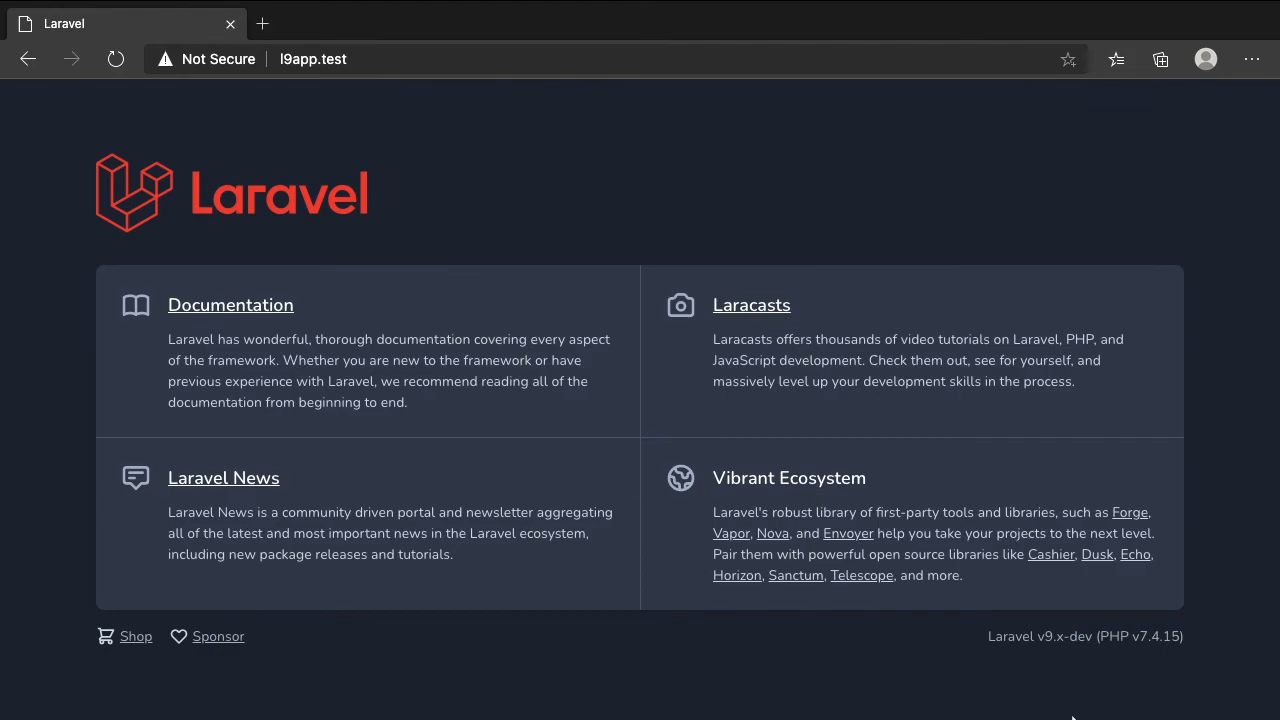 Laravel
Not Secure
l9app.test
Laravel
Documentation
Laravel has wonderful, thorough documentation covering every aspect
of the framework. Whether you are new to the framework or have
previous experience with Laravel, we recommend reading all of the
documentation from beginning to end.
Laracasts
Laracasts offers thousands of video tutorials on Laravel, PHP, and
JavaScript development. Check them out, see for yourself, and
massively level up your development skills in the process.
Laravel News
Laravel News is a community driven portal and newsletter aggregating
all of the latest and most important news in the Laravel ecosystem,
including new package releases and tutorials.
Vibrant Ecosystem
Laravel's robust library of first-party tools and libraries, such as Forge,
Vapor, Nova, and Envoyer help you take your projects to the next level.
Pair them with powerful open source libraries like Cashier, Dusk, Echo,
Horizon, Sanctum, Telescope, and more.
Shop
Sponsor
Laravel v9.x-dev (PHP v7.4.15)